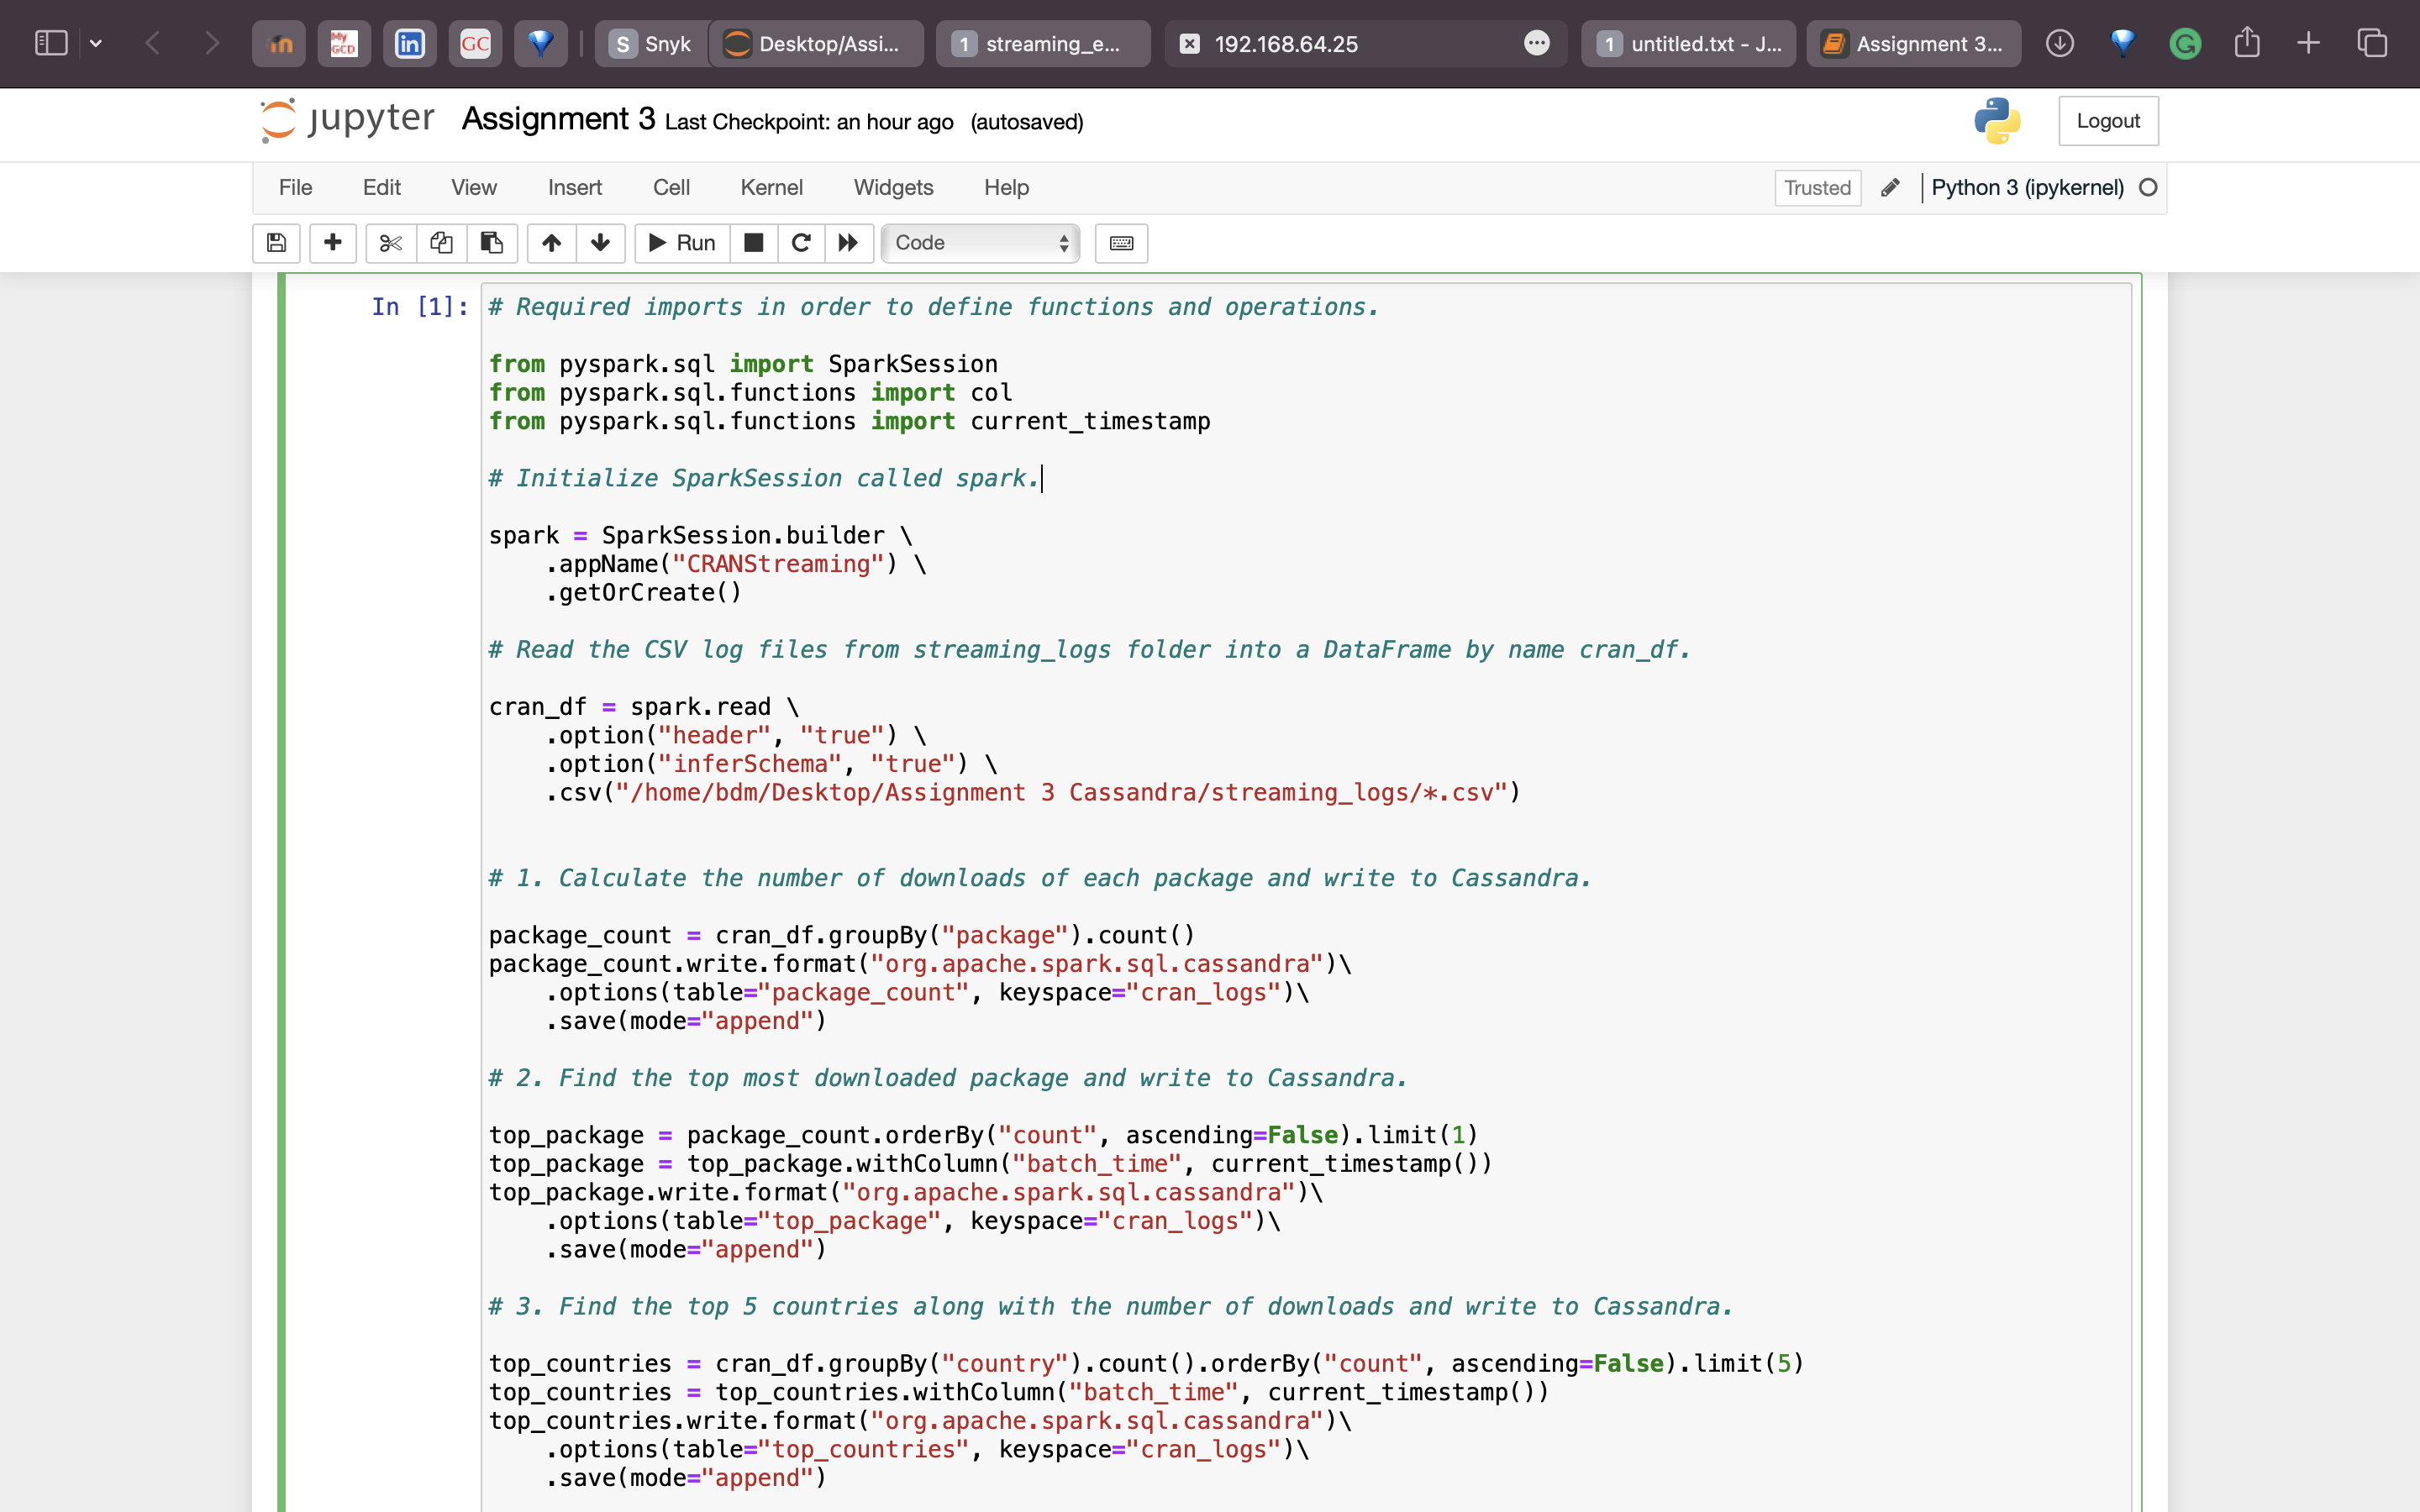 S Snyk
Desktop/Assi...
1 streaming_e...
192.168.64.25
1 untitled.txt - J...
Assignment 3...
My GCD
in
GC
jupyter Assignment 3 Last Checkpoint: an hour ago (autosaved)
Logout
File Edit View Insert Cell Kernel Widgets Help
Trusted
Python 3 (ipykernel)
Run
Code
In [1]:
# Required imports in order to define functions and operations.
from pyspark.sql import SparkSession
from pyspark.sql.functions import col
from pyspark.sql.functions import current_timestamp
# Initialize SparkSession called spark.
spark = SparkSession.builder \
.appName("CRANStreaming") \
.getOrCreate()
# Read the CSV log files from streaming_logs folder into a DataFrame by name cran_df.
cran_df = spark.read \
.option("header", "true") \
.option("inferSchema", "true") \
.csv("/home/bdm/Desktop/Assignment 3 Cassandra/streaming_logs/*.csv")
# 1. Calculate the number of downloads of each package and write to Cassandra.
package_count = cran_df.groupBy("package").count()
package_count.write.format("org.apache.spark.sql.cassandra")\
.options(table="package_count", keyspace="cran_logs")\
.save(mode="append")
# 2. Find the top most downloaded package and write to Cassandra.
top_package = package_count.orderBy("count", ascending=False).limit(1)
top_package = top_package.withColumn("batch_time", current_timestamp())
top_package.write.format("org.apache.spark.sql.cassandra")\
.options(table="top_package", keyspace="cran_logs")\
.save(mode="append")
# 3. Find the top 5 countries along with the number of downloads and write to Cassandra.
top_countries = cran_df.groupBy("country").count().orderBy("count", ascending=False).limit(5)
top_countries = top_countries.withColumn("batch_time", current_timestamp())
top_countries.write.format("org.apache.spark.sql.cassandra")\
.options(table="top_countries", keyspace="cran_logs")\
.save(mode="append")